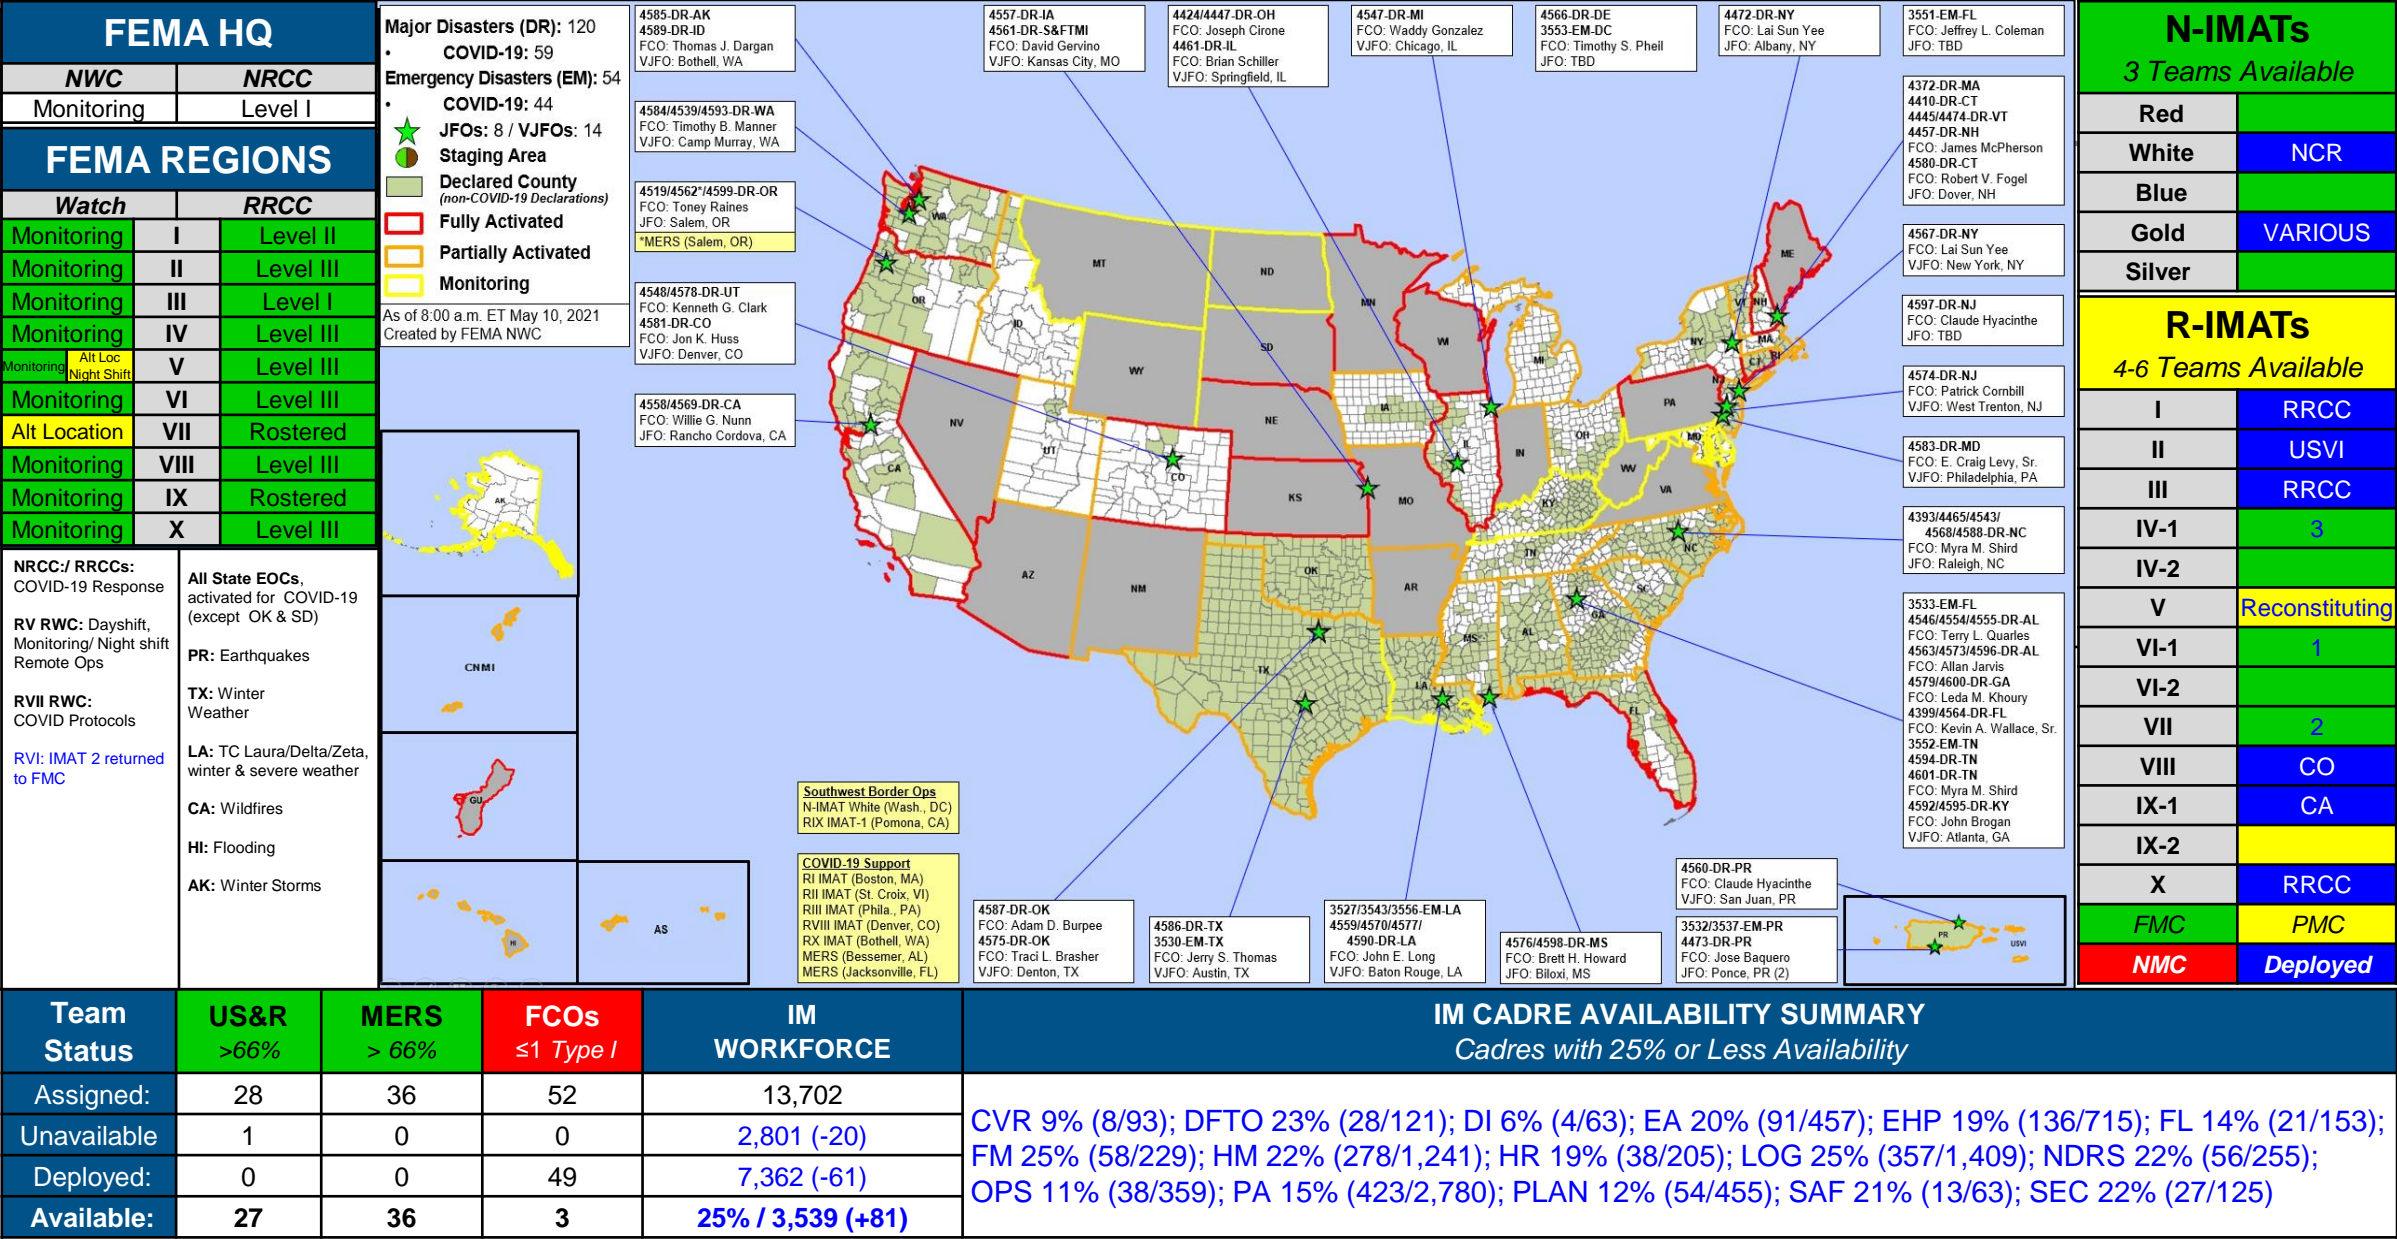 FEMA HQ
NWC NRCC
Monitoring Level I
FEMA REGIONS
Watch RRCC
Monitoring I Level II
Monitoring II Level III
Monitoring III Level I
Monitoring IV Level III
Monitoring Alt Loc Night Shift V Level III
Monitoring VI Level III
Alt Location VII Rostered
Monitoring VIII Level III
Monitoring IX Rostered
Monitoring X Level III
NRCC:/ RRCCs:
COVID-19 Response
RV RWC: Dayshift,
Monitoring/ Night shift
Remote Ops
RVII RWC:
COVID Protocols
RVI: IMAT 2 returned
to FMC
All State EOCs,
activated for COVID-19
(except OK & SD)
PR: Earthquakes
TX: Winter
Weather
LA: TC Laura/Delta/Zeta,
winter & severe weather
CA: Wildfires
HI: Flooding
AK: Winter Storms
Major Disasters (DR): 120
• COVID-19: 59
Emergency Disasters (EM): 54
• COVID-19: 44
JFOs: 8 / VJFOs: 14
Staging Area
Declared County
(non-COVID-19 Declarations)
Fully Activated
Partially Activated
Monitoring
As of 8:00 a.m. ET May 10, 2021
Created by FEMA NWC
4585-DR-AK
4589-DR-ID
FCO: Thomas J. Dargan
VJFO: Bothell, WA
4584/4539/4593-DR-WA
FCO: Timothy B. Manner
VJFO: Camp Murray, WA
4519/4562*/4599-DR-OR
FCO: Toney Raines
JFO: Salem, OR
*MERS (Salem, OR)
4548/4578-DR-UT
FCO: Kenneth G. Clark
4581-DR-CO
FCO: Jon K. Huss
VJFO: Denver, CO
4558/4569-DR-CA
FCO: Willie G. Nunn
JFO: Rancho Cordova, CA
4557-DR-IA
4561-DR-S&FTMI
FCO: David Gervino
VJFO: Kansas City, MO
4424/4447-DR-OH
FCO: Joseph Cirone
4461-DR-IL
FCO: Brian Schiller
VJFO: Springfield, IL
4547-DR-MI
FCO: Waddy Gonzalez
VJFO: Chicago, IL
4566-DR-DE
3553-EM-DC
FCO: Timothy S. Pheil
JFO: TBD
4472-DR-NY
FCO: Lai Sun Yee
JFO: Albany, NY
3551-EM-FL
FCO: Jeffrey L. Coleman
JFO: TBD
4372-DR-MA
4410-DR-CT
4445/4474-DR-VT
4457-DR-NH
FCO: James McPherson
4580-DR-CT
FCO: Robert V. Fogel
JFO: Dover, NH
4567-DR-NY
FCO: Lai Sun Yee
VJFO: New York, NY
4597-DR-NJ
FCO: Claude Hyacinthe
JFO: TBD
4574-DR-NJ
FCO: Patrick Cornbill
VJFO: West Trenton, NJ
4583-DR-MD
FCO: E. Craig Levy, Sr.
VJFO: Philadelphia, PA
4393/4465/4543/
4568/4588-DR-NC
FCO: Myra M. Shird
JFO: Raleigh, NC
3533-EM-FL
4546/4554/4555-DR-AL
FCO: Terry L. Quarles
4563/4573/4596-DR-AL
FCO: Allan Jarvis
4579/4600-DR-GA
FCO: Leda M. Khoury
4399/4564-DR-FL
FCO: Kevin A. Wallace, Sr.
3552-EM-TN
4594-DR-TN
4601-DR-TN
FCO: Myra M. Shird
4592/4595-DR-KY
FCO: John Brogan
VJFO: Atlanta, GA
WA
OR
ID
MT
ND
SD
WY
NE
NV
UT
CO
CA
AZ
NM
KS
OK
TX
MN
WI
IA
IL
MO
AR
LA
MS
AL
GA
FL
SC
NC
TN
KY
IN
OH
MI
WV
VA
MD
PA
NJ
NY
VT
NH
ME
MA
CT
RI
AK
CNMI
GU
HI
AS
PR
USVI
Southwest Border Ops
N-IMAT White (Wash., DC)
RIX IMAT-1 (Pomona, CA)
COVID-19 Support
RI IMAT (Boston, MA)
RII IMAT (St. Croix, VI)
RIII IMAT (Phila., PA)
RVIII IMAT (Denver, CO)
RX IMAT (Bothell, WA)
MERS (Bessemer, AL)
MERS (Jacksonville, FL)
4587-DR-OK
FCO: Adam D. Burpee
4575-DR-OK
FCO: Traci L. Brasher
VJFO: Denton, TX
4586-DR-TX
3530-EM-TX
FCO: Jerry S. Thomas
VJFO: Austin, TX
3527/3543/3556-EM-LA
4559/4570/4577/
4590-DR-LA
FCO: John E. Long
VJFO: Baton Rouge, LA
4576/4598-DR-MS
FCO: Brett H. Howard
JFO: Biloxi, MS
4560-DR-PR
FCO: Claude Hyacinthe
VJFO: San Juan, PR
3532/3537-EM-PR
4473-DR-PR
FCO: Jose Baquero
JFO: Ponce, PR (2)
N-IMATs
3 Teams Available
Red
White NCR
Blue
Gold VARIOUS
Silver
R-IMATs
4-6 Teams Available
I RRCC
II USVI
III RRCC
IV-1 3
IV-2
V Reconstituting
VI-1 1
VI-2
VII 2
VIII CO
IX-1 CA
IX-2
X RRCC
FMC PMC
NMC Deployed
Team Status
US&R >66%
MERS > 66%
FCOs ≤1 Type I
IM WORKFORCE
Assigned: 28 36 52 13,702
Unavailable 1 0 0 2,801 (-20)
Deployed: 0 0 49 7,362 (-61)
Available: 27 36 3 25% / 3,539 (+81)
IM CADRE AVAILABILITY SUMMARY
Cadres with 25% or Less Availability
CVR 9% (8/93); DFTO 23% (28/121); DI 6% (4/63); EA 20% (91/457); EHP 19% (136/715); FL 14% (21/153);
FM 25% (58/229); HM 22% (278/1,241); HR 19% (38/205); LOG 25% (357/1,409); NDRS 22% (56/255);
OPS 11% (38/359); PA 15% (423/2,780); PLAN 12% (54/455); SAF 21% (13/63); SEC 22% (27/125)